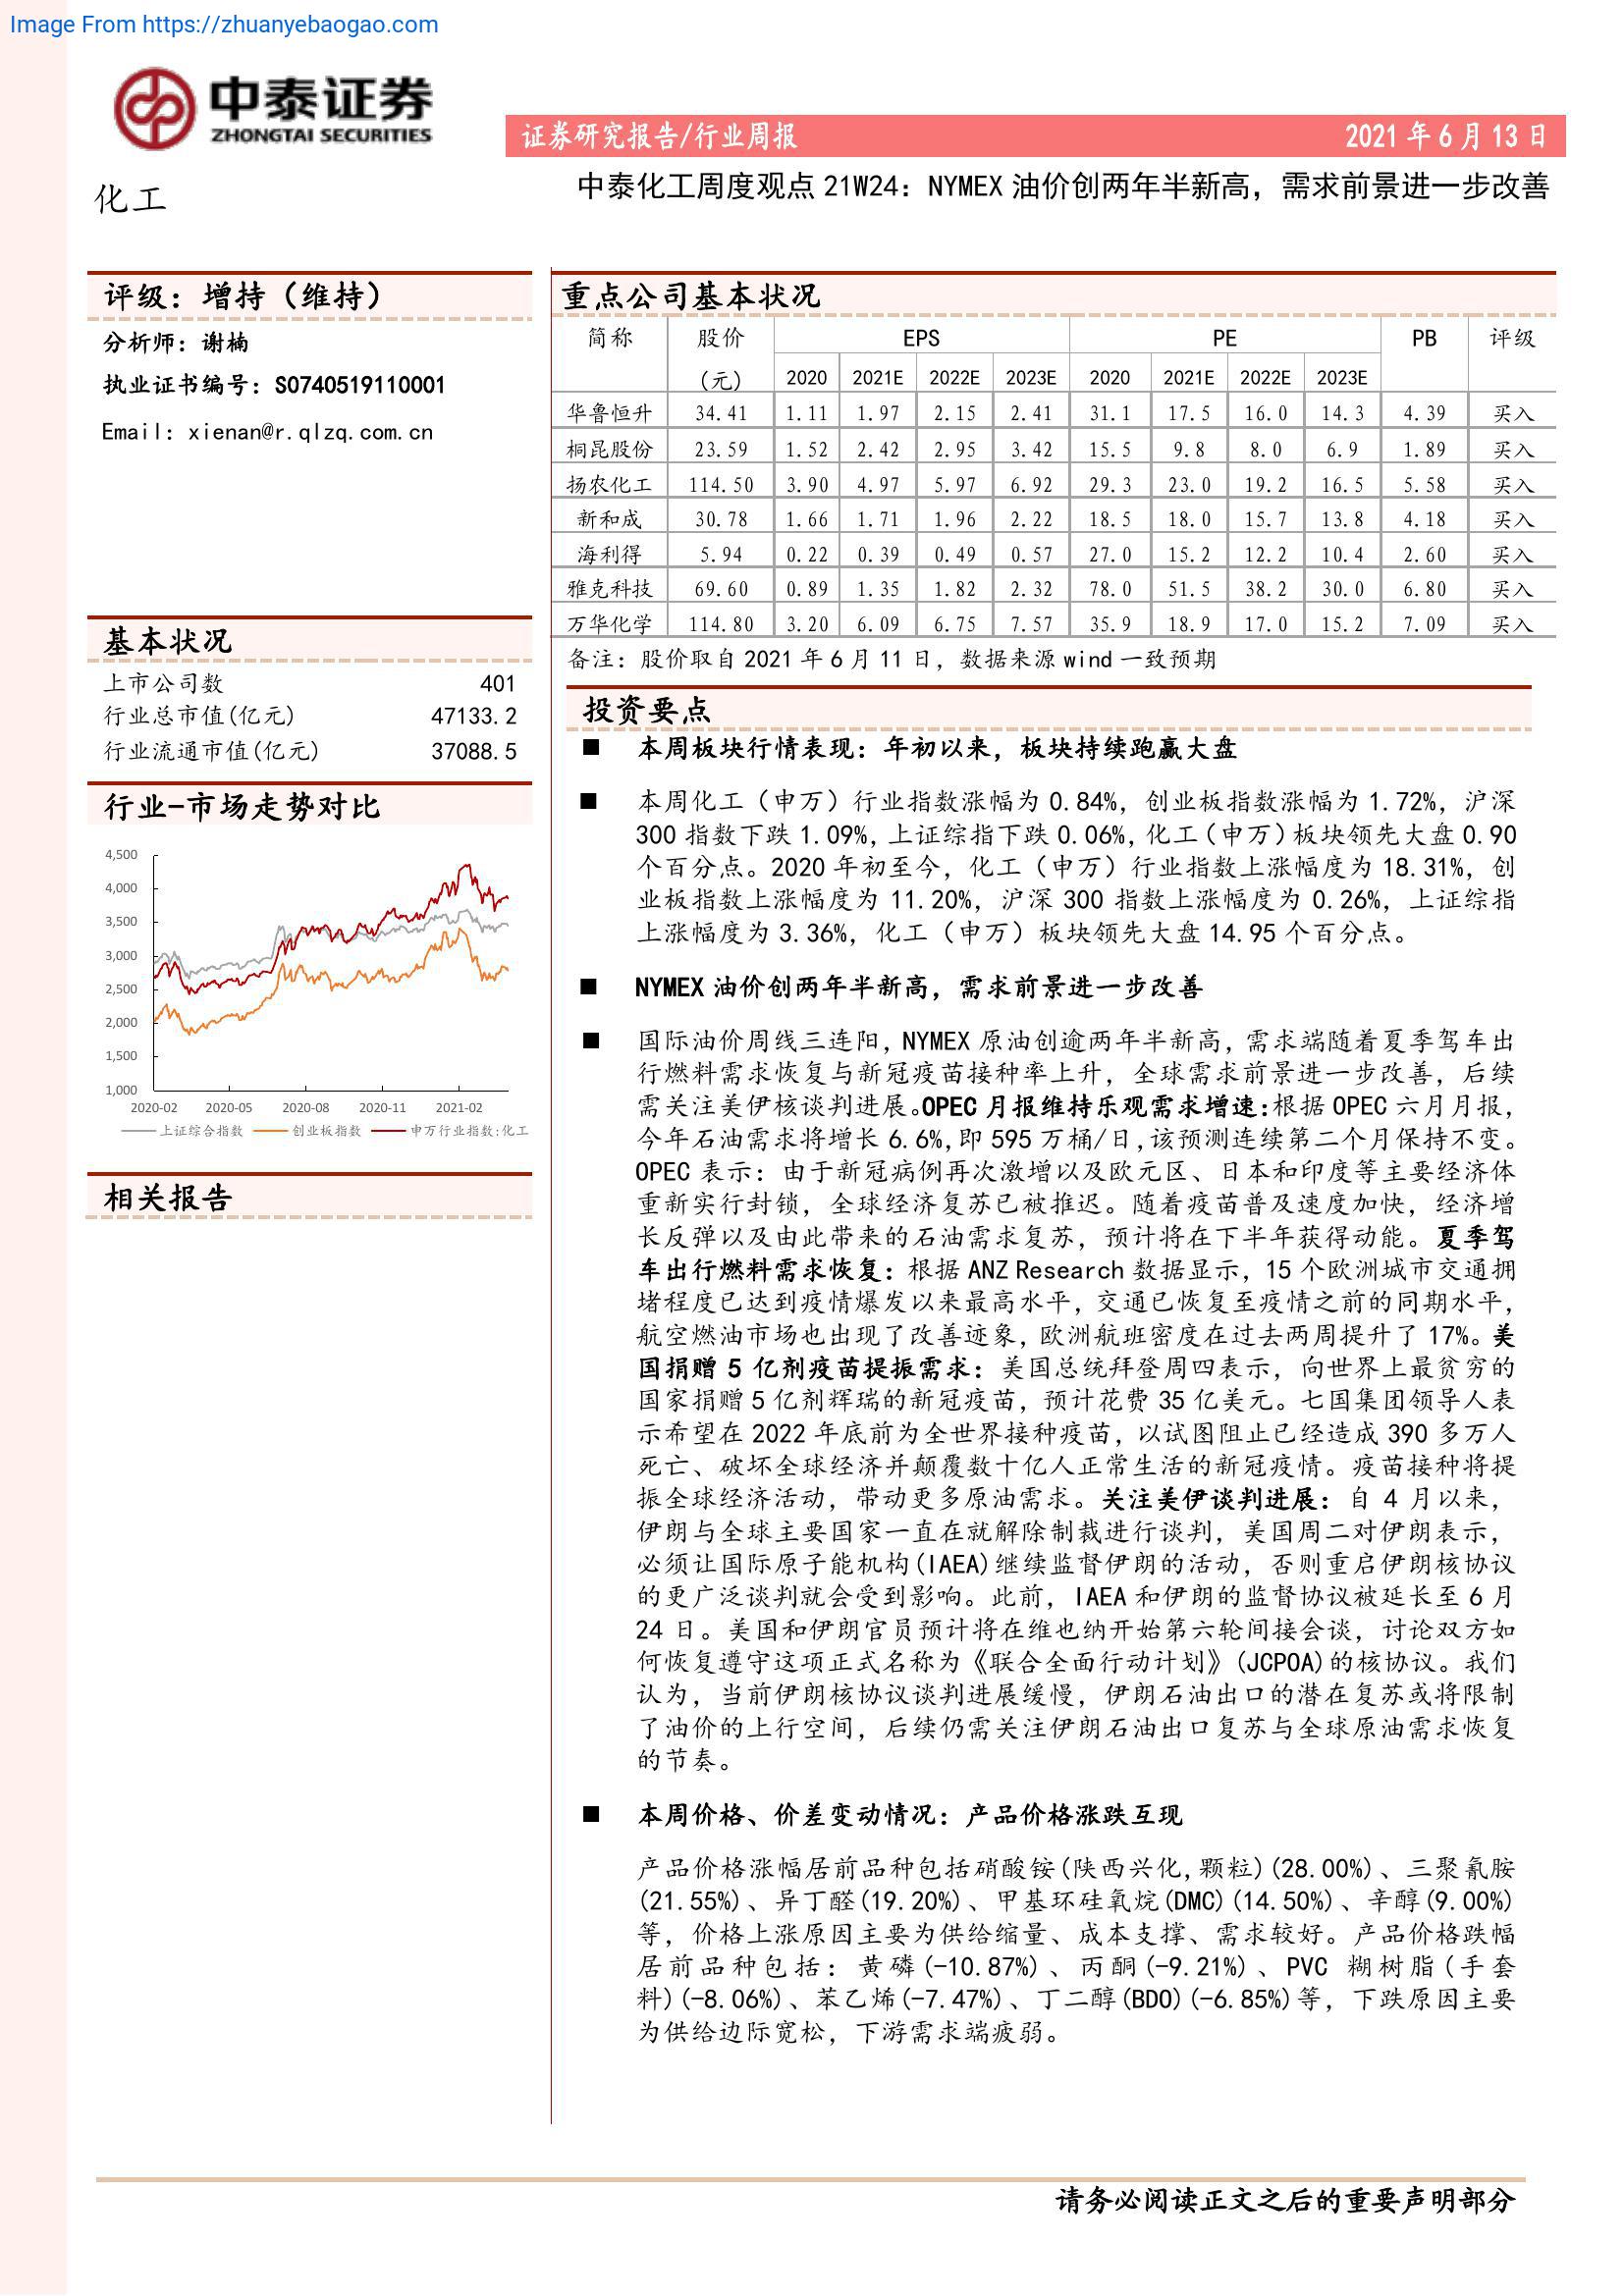 Image From https://zhuanyebaogao.com
中泰证券
ZHONGTAI SECURITIES
证券研究报告/行业周报 2021 年 6 月 13 日
化工
中泰化工周度观点 21W24：NYMEX 油价创两年半新高，需求前景进一步改善
评级：增持（维持）
分析师：谢楠
执业证书编号：S0740519110001
Email：xienan@r.qlzq.com.cn
基本状况
上市公司数 401
行业总市值(亿元) 47133.2
行业流通市值(亿元) 37088.5
行业-市场走势对比
4,500
4,000
3,500
3,000
2,500
2,000
1,500
1,000
2020-02 2020-05 2020-08 2020-11 2021-02
上证综合指数 创业板指数 申万行业指数:化工
相关报告
重点公司基本状况
简称 股价 EPS PE PB 评级
(元) 2020 2021E 2022E 2023E 2020 2021E 2022E 2023E
华鲁恒升 34.41 1.11 1.97 2.15 2.41 31.1 17.5 16.0 14.3 4.39 买入
桐昆股份 23.59 1.52 2.42 2.95 3.42 15.5 9.8 8.0 6.9 1.89 买入
扬农化工 114.50 3.90 4.97 5.97 6.92 29.3 23.0 19.2 16.5 5.58 买入
新和成 30.78 1.66 1.71 1.96 2.22 18.5 18.0 15.7 13.8 4.18 买入
海利得 5.94 0.22 0.39 0.49 0.57 27.0 15.2 12.2 10.4 2.60 买入
雅克科技 69.60 0.89 1.35 1.82 2.32 78.0 51.5 38.2 30.0 6.80 买入
万华化学 114.80 3.20 6.09 6.75 7.57 35.9 18.9 17.0 15.2 7.09 买入
备注：股价取自 2021 年 6 月 11 日，数据来源 wind 一致预期
投资要点
■ 本周板块行情表现：年初以来，板块持续跑赢大盘
■ 本周化工（申万）行业指数涨幅为 0.84%，创业板指数涨幅为 1.72%，沪深
300 指数下跌 1.09%，上证综指下跌 0.06%，化工（申万）板块领先大盘 0.90
个百分点。2020 年初至今，化工（申万）行业指数上涨幅度为 18.31%，创
业板指数上涨幅度为 11.20%，沪深 300 指数上涨幅度为 0.26%，上证综指
上涨幅度为 3.36%，化工（申万）板块领先大盘 14.95 个百分点。
■ NYMEX 油价创两年半新高，需求前景进一步改善
■ 国际油价周线三连阳，NYMEX 原油创逾两年半新高，需求端随着夏季驾车出
行燃料需求恢复与新冠疫苗接种率上升，全球需求前景进一步改善，后续
需关注美伊核谈判进展。OPEC 月报维持乐观需求增速：根据 OPEC 六月月报，
今年石油需求将增长 6.6%，即 595 万桶/日，该预测连续第二个月保持不变。
OPEC 表示：由于新冠病例再次激增以及欧元区、日本和印度等主要经济体
重新实行封锁，全球经济复苏已被推迟。随着疫苗普及速度加快，经济增
长反弹以及由此带来的石油需求复苏，预计将在下半年获得动能。夏季驾
车出行燃料需求恢复：根据 ANZ Research 数据显示，15 个欧洲城市交通拥
堵程度已达到疫情爆发以来最高水平，交通已恢复至疫情之前的同期水平，
航空燃油市场也出现了改善迹象，欧洲航班密度在过去两周提升了 17%。美
国捐赠 5 亿剂疫苗提振需求：美国总统拜登周四表示，向世界上最贫穷的
国家捐赠 5 亿剂辉瑞的新冠疫苗，预计花费 35 亿美元。七国集团领导人表
示希望在 2022 年底前为全世界接种疫苗，以试图阻止已经造成 390 多万人
死亡、破坏全球经济并颠覆数十亿人正常生活的新冠疫情。疫苗接种将提
振全球经济活动，带动更多原油需求。关注美伊谈判进展：自 4 月以来，
伊朗与全球主要国家一直在就解除制裁进行谈判，美国周二对伊朗表示，
必须让国际原子能机构(IAEA)继续监督伊朗的活动，否则重启伊朗核协议
的更广泛谈判就会受到影响。此前，IAEA 和伊朗的监督协议被延长至 6 月
24 日。美国和伊朗官员预计将在维也纳开始第六轮间接会谈，讨论双方如
何恢复遵守这项正式名称为《联合全面行动计划》(JCPOA)的核协议。我们
认为，当前伊朗核协议谈判进展缓慢，伊朗石油出口的潜在复苏或将限制
了油价的上行空间，后续仍需关注伊朗石油出口复苏与全球原油需求恢复
的节奏。
■ 本周价格、价差变动情况：产品价格涨跌互现
产品价格涨幅居前品种包括硝酸铵(陕西兴化,颗粒)(28.00%)、三聚氰胺
(21.55%)、异丁醛(19.20%)、甲基环硅氧烷(DMC)(14.50%)、辛醇(9.00%)
等，价格上涨原因主要为供给缩量、成本支撑、需求较好。产品价格跌幅
居前品种包括：黄磷(-10.87%)、丙酮(-9.21%)、PVC 糊树脂(手套
料)(-8.06%)、苯乙烯(-7.47%)、丁二醇(BDO)(-6.85%)等，下跌原因主要
为供给边际宽松，下游需求端疲弱。
请务必阅读正文之后的重要声明部分